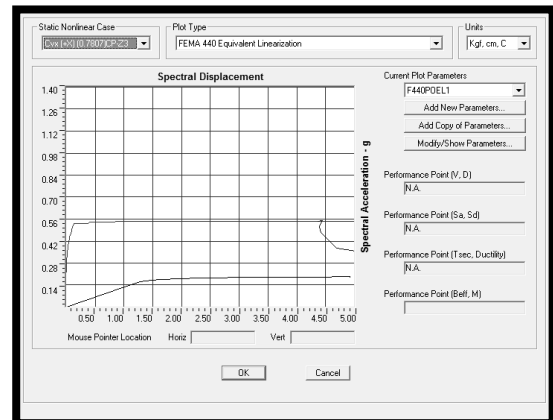 Static Nonlinear Case
Cvx (+X) (0.7807)CP-Z3
Plot Type
FEMA 440 Equivalent Linearization
Units
Kgf, cm, C
Spectral Displacement
1.40
1.26
1.12
0.98
0.84
0.70
0.56
0.42
0.28
0.14
0.50 1.00 1.50 2.00 2.50 3.00 3.50 4.00 4.50 5.00
Spectral Acceleration - g
Mouse Pointer Location Horiz Vert
Current Plot Parameters
F440POEL1
Add New Parameters...
Add Copy of Parameters...
Modify/Show Parameters...
Performance Point (V, D)
N.A.
Performance Point (Sa, Sd)
N.A.
Performance Point (Tsec, Ductility)
N.A.
Performance Point (Beff, M)
OK
Cancel